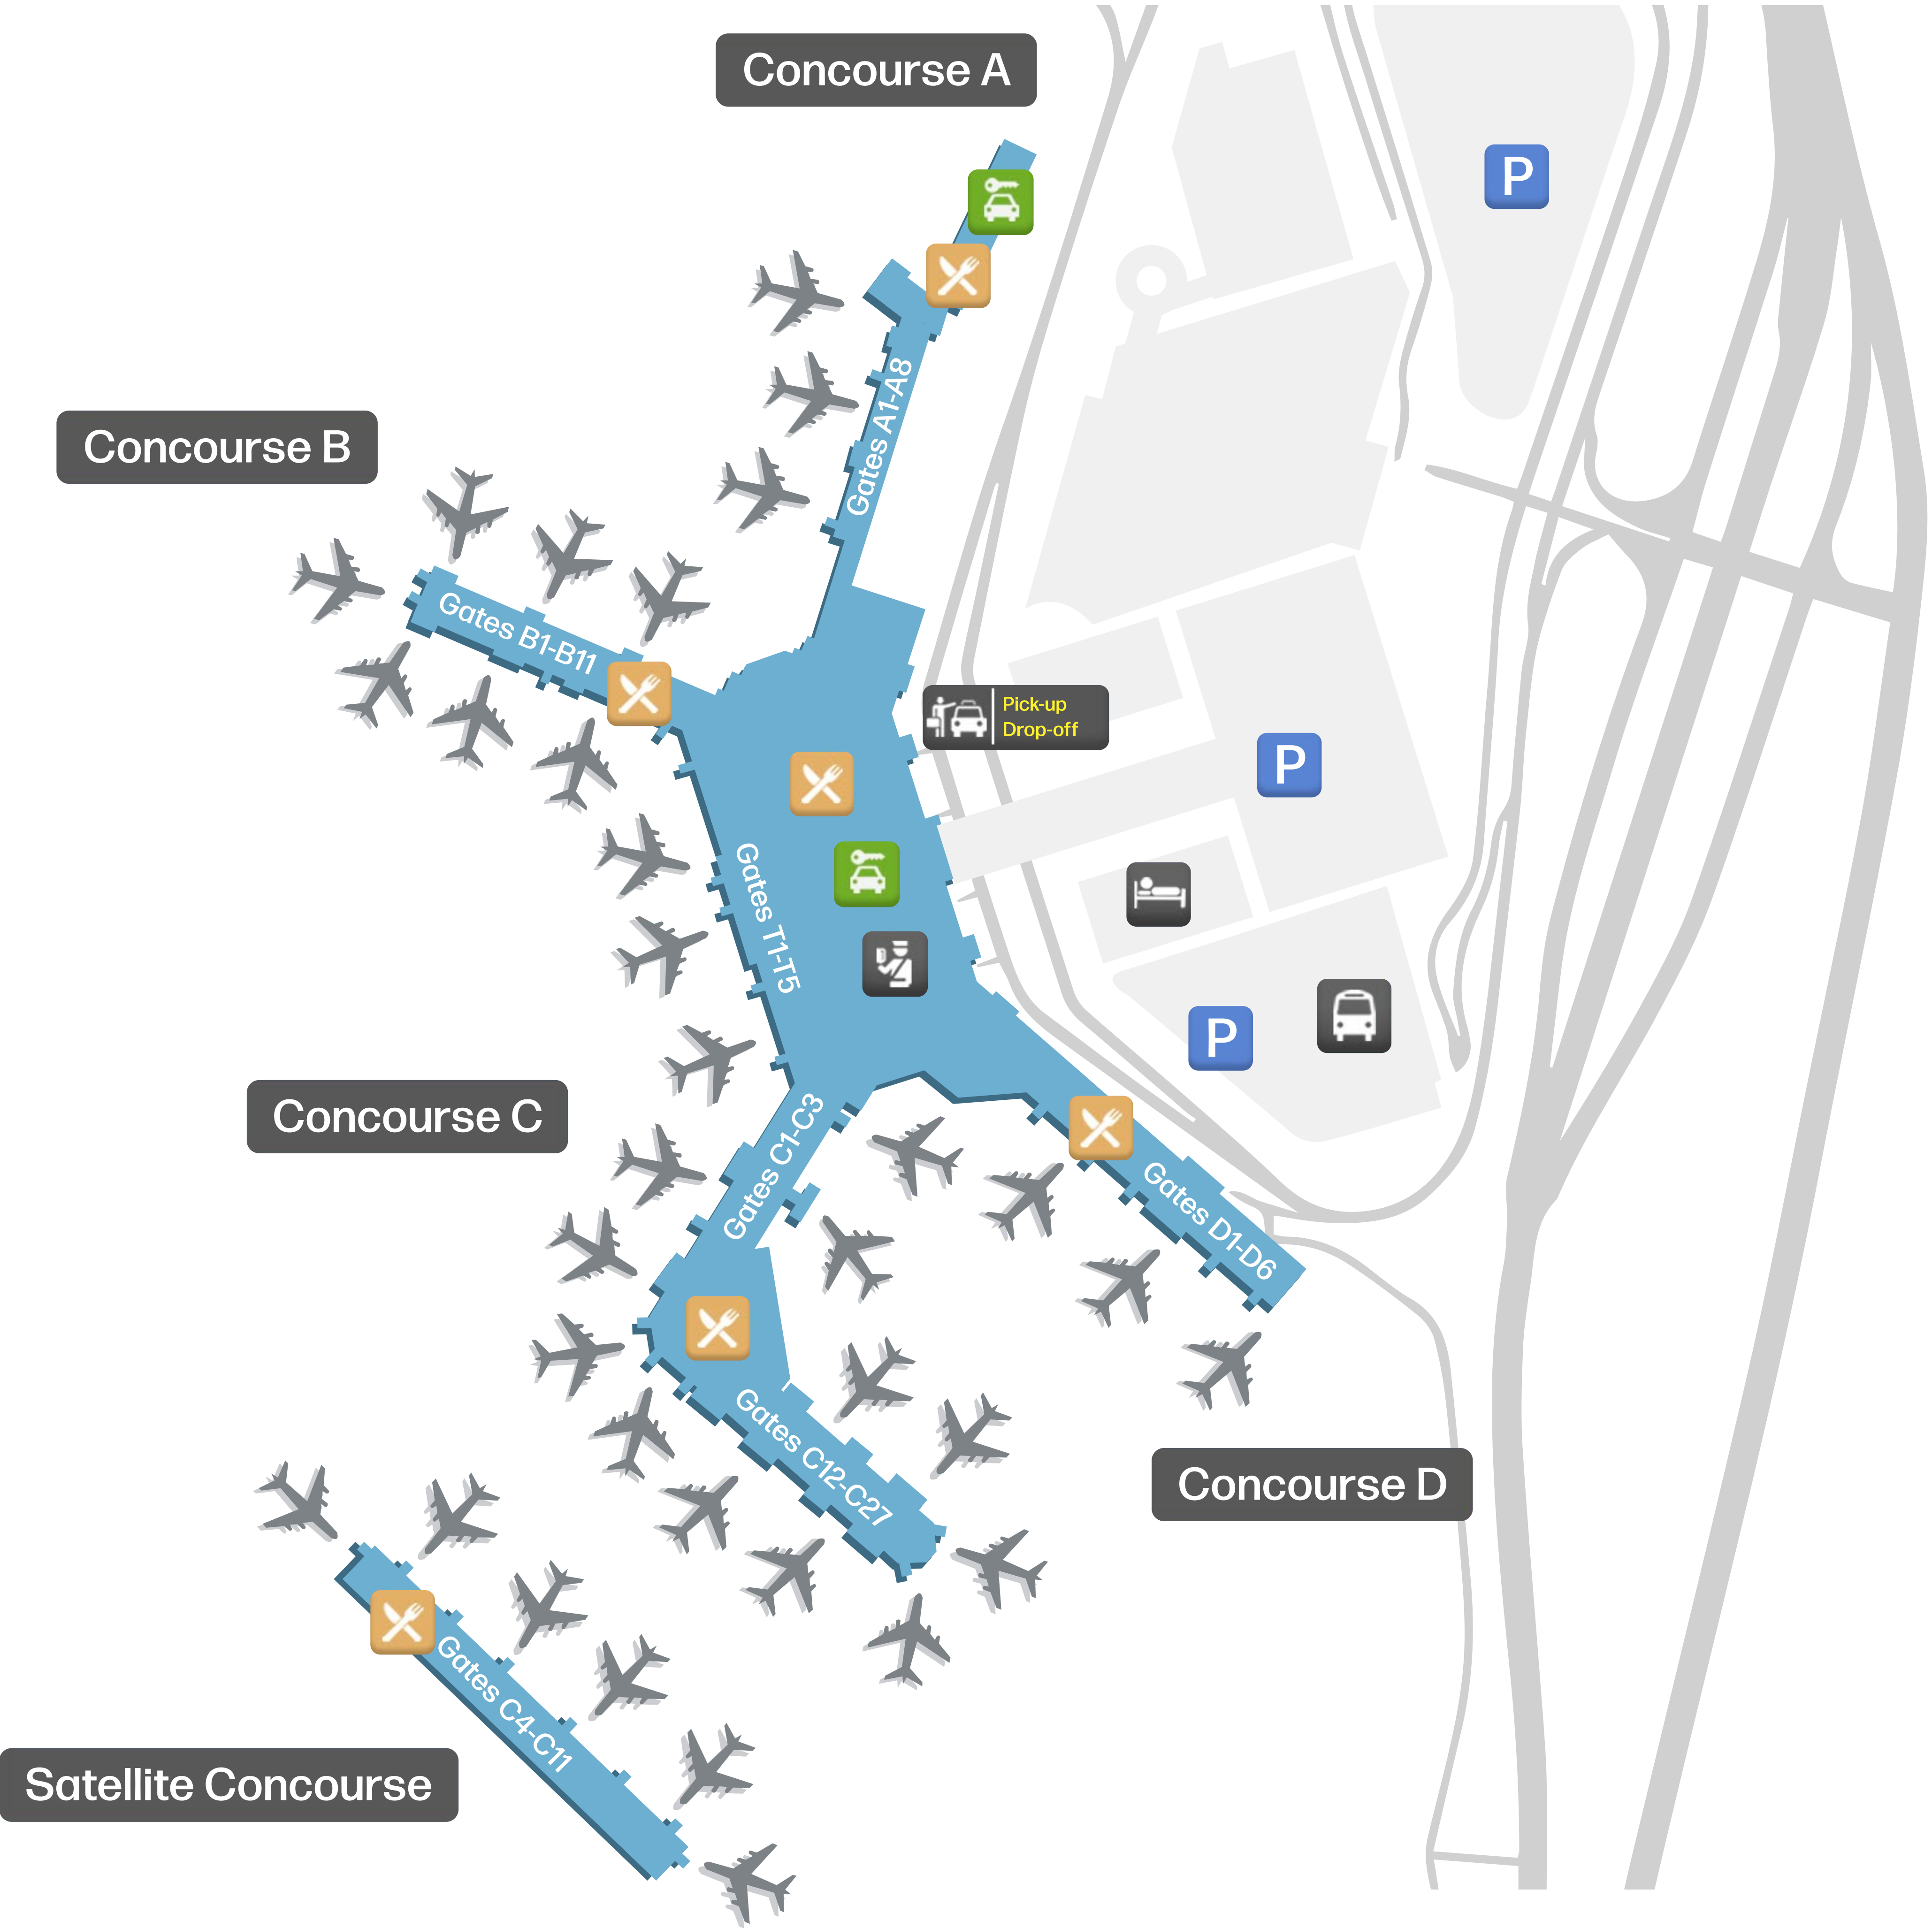 Concourse A
P
Gates A1-A8
Concourse B
Gates B1-B11
Pick-up
Drop-off
P
Gates T1-T5
P
Concourse C
Gates C1-C3
Gates D1-D6
Gates C12-C27
Concourse D
Gates C4-C11
Satellite Concourse